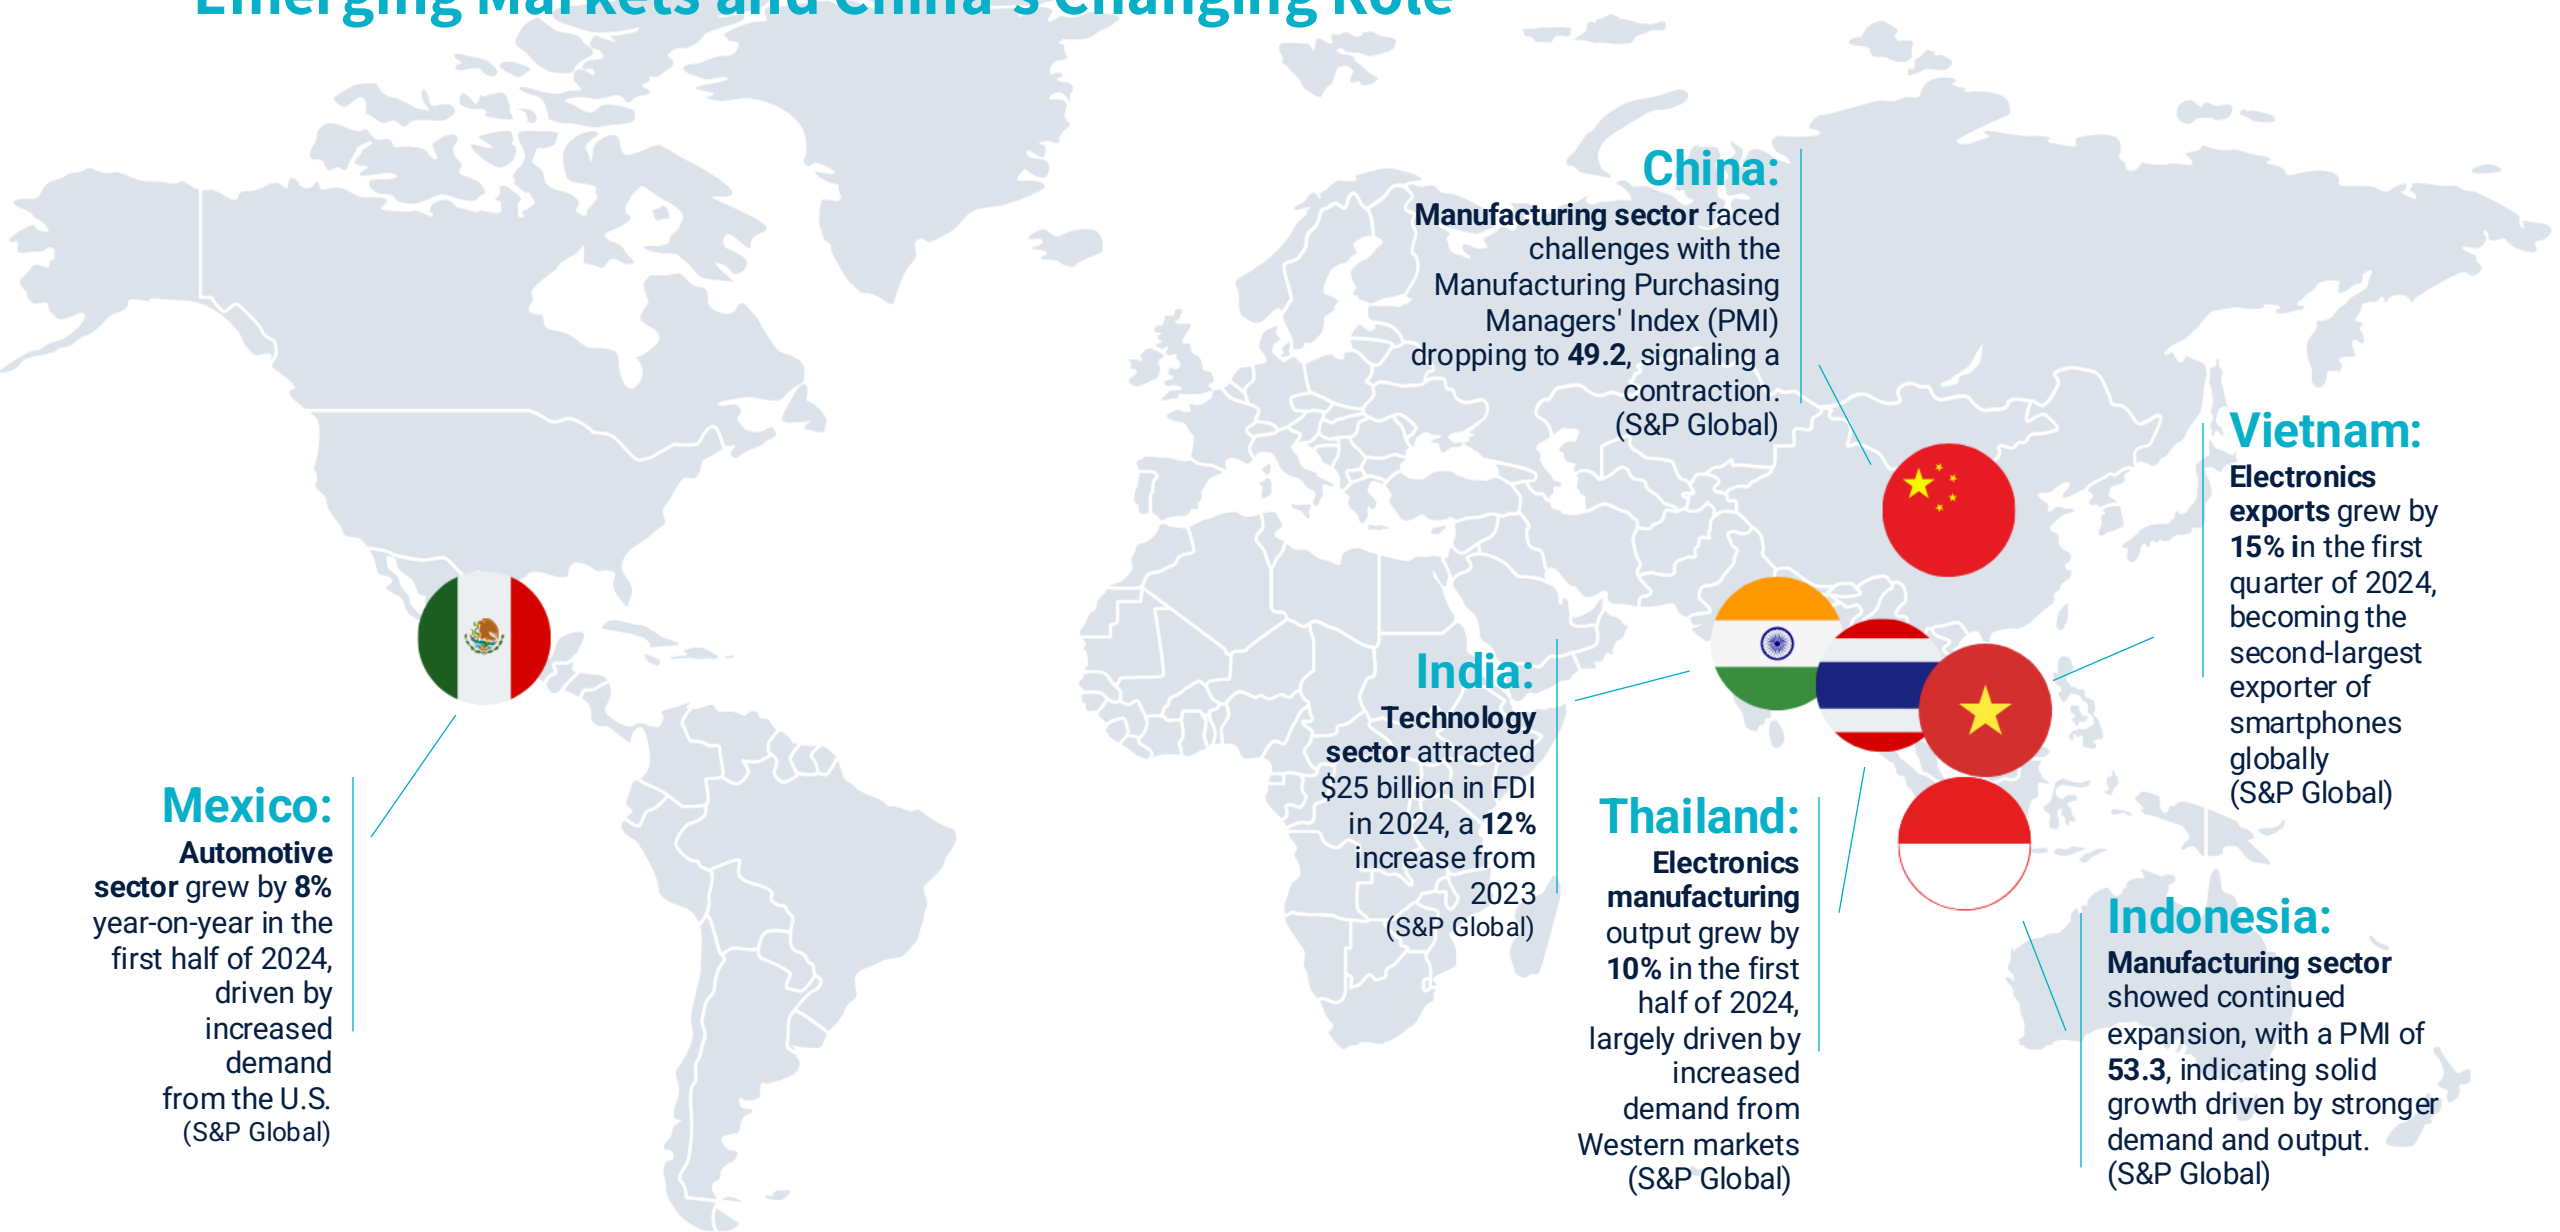 Emerging Markets and China's Changing Role
China:
Manufacturing sector faced
challenges with the
Manufacturing Purchasing
Managers' Index (PMI)
dropping to 49.2, signaling a
contraction.
(S&P Global)
Vietnam:
Electronics
exports grew by
15% in the first
quarter of 2024,
becoming the
second-largest
exporter of
smartphones
globally
(S&P Global)
India:
Technology
sector attracted
$25 billion in FDI
in 2024, a 12%
increase from
2023
(S&P Global)
Mexico:
Automotive
sector grew by 8%
year-on-year in the
first half of 2024,
driven by
increased
demand
from the U.S.
(S&P Global)
Thailand:
Electronics
manufacturing
output grew by
10% in the first
half of 2024,
largely driven by
increased
demand from
Western markets
(S&P Global)
Indonesia:
Manufacturing sector
showed continued
expansion, with a PMI of
53.3, indicating solid
growth driven by stronger
demand and output.
(S&P Global)